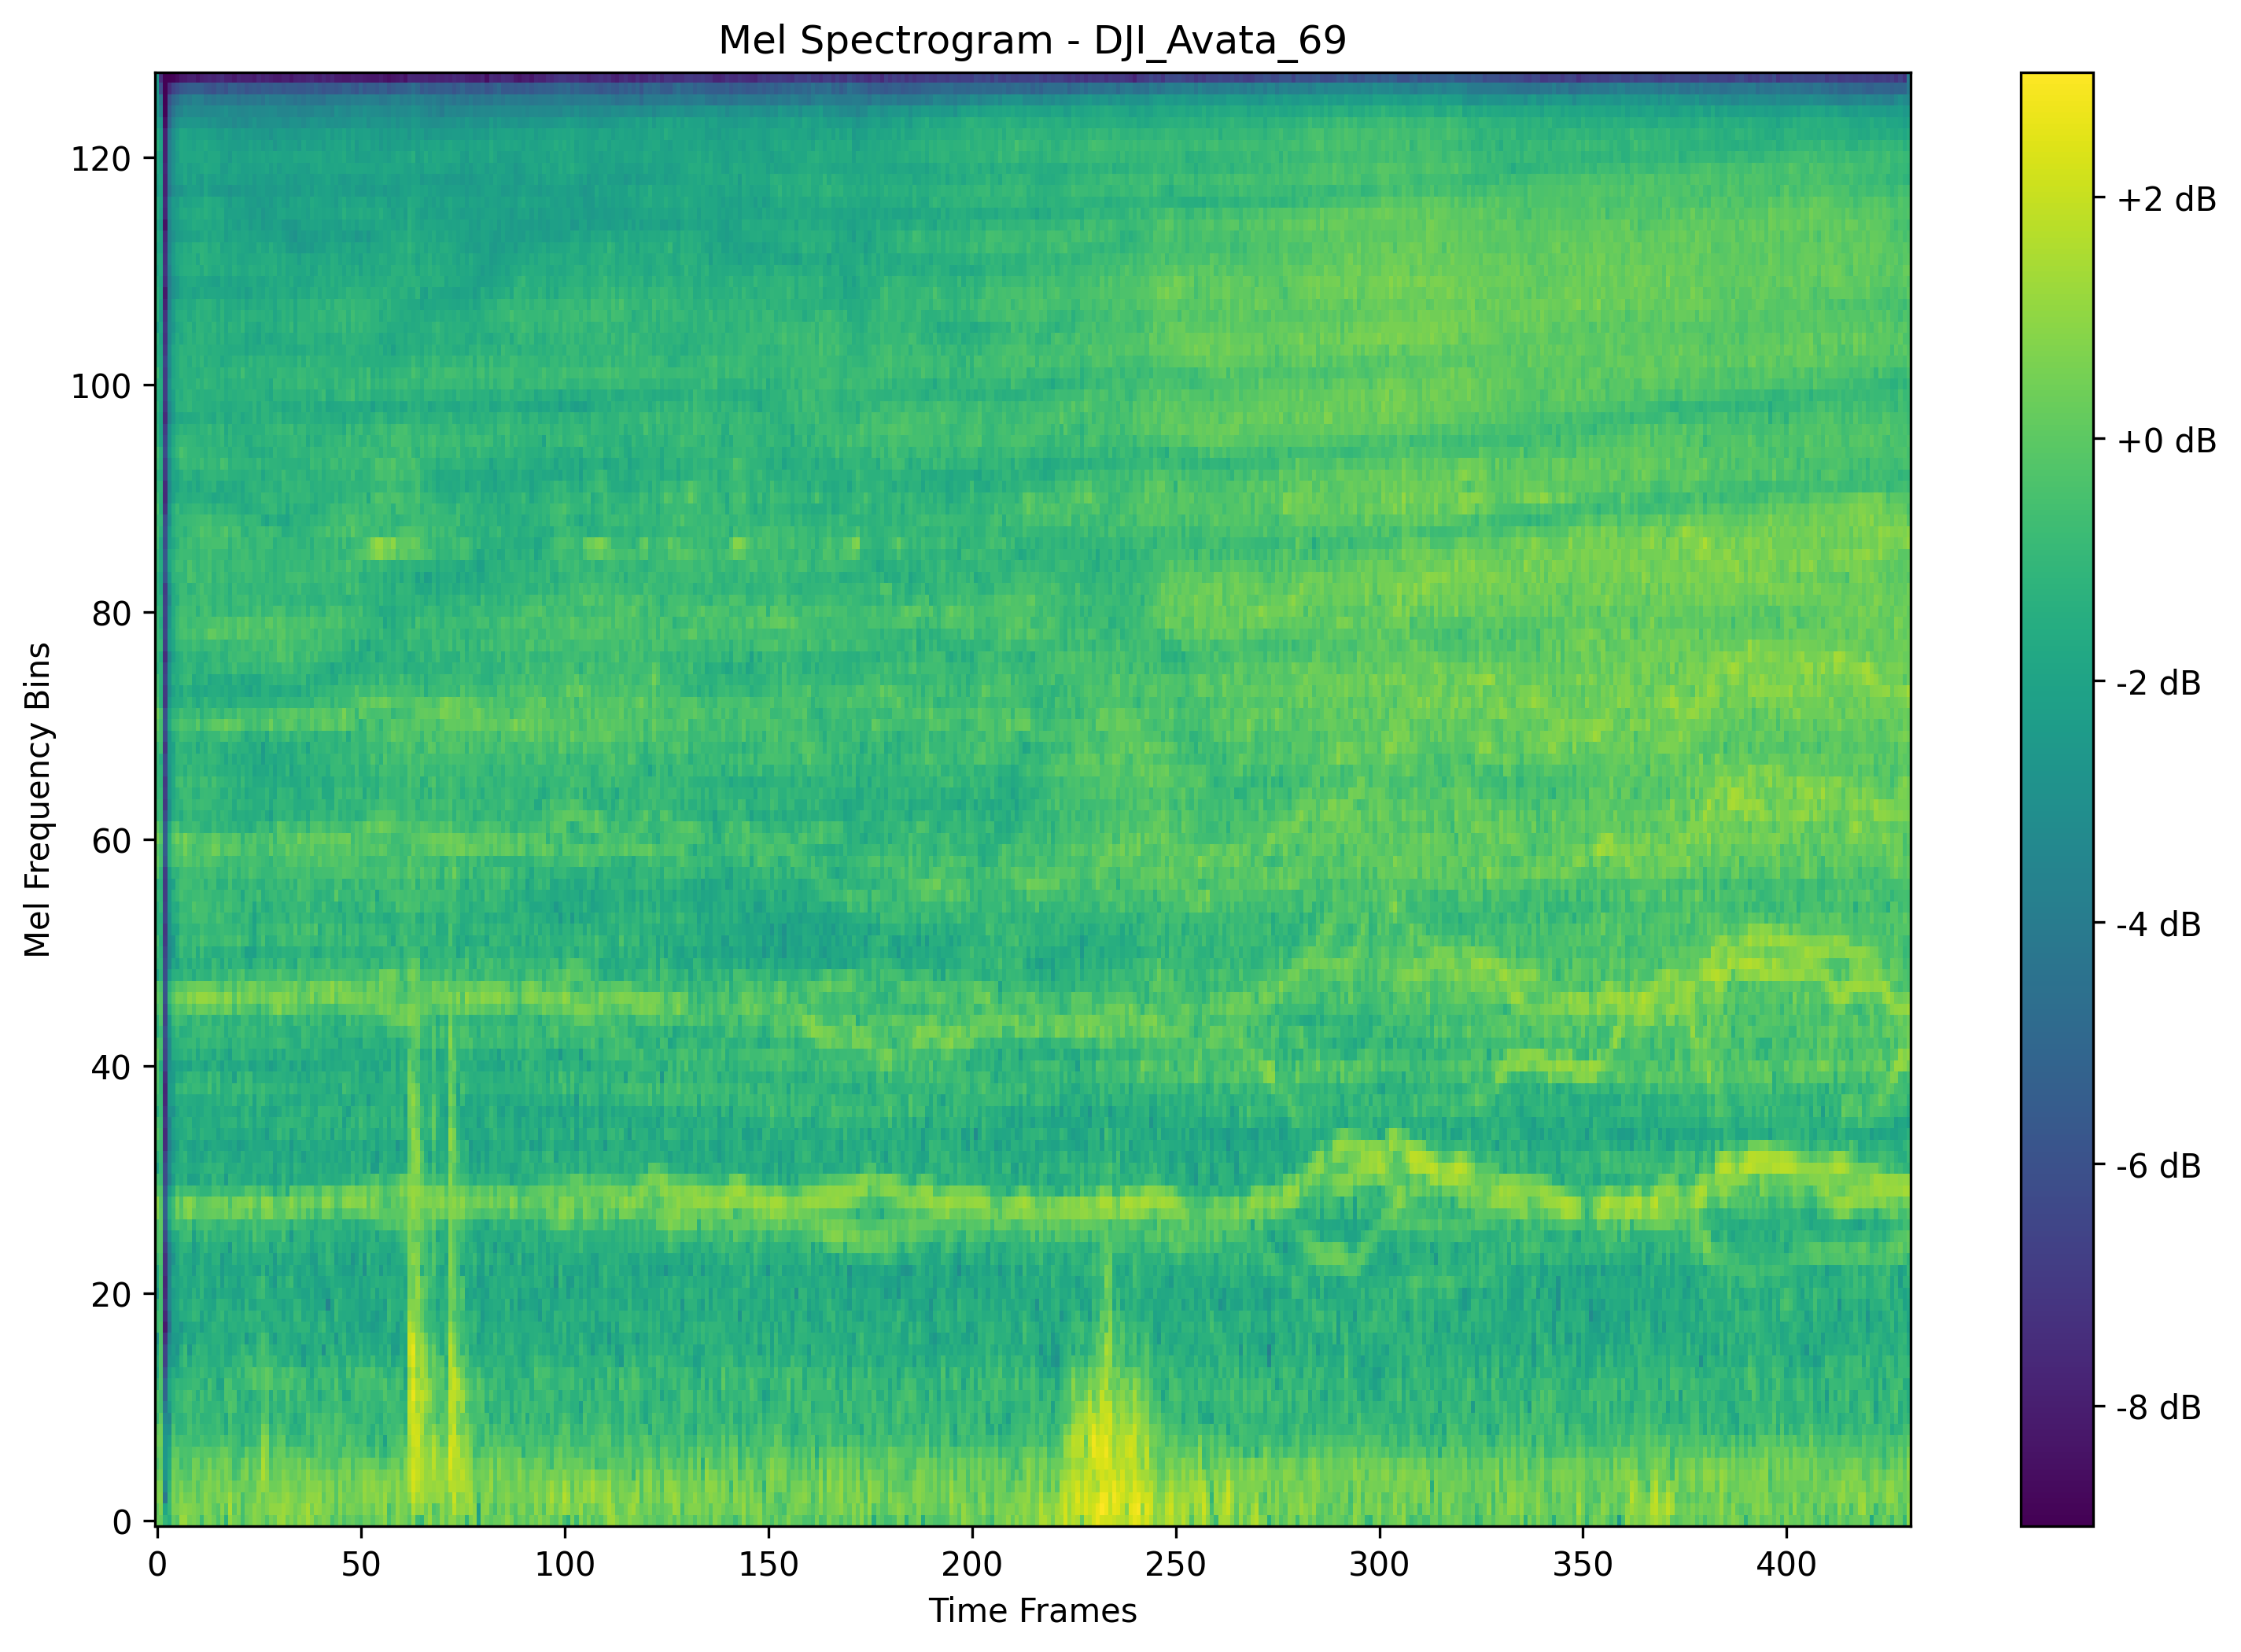 Mel Spectrogram - DJI_Avata_69
Mel Frequency Bins
120
100
80
60
40
20
0
0 50 100 150 200 250 300 350 400
Time Frames
+2 dB
+0 dB
-2 dB
-4 dB
-6 dB
-8 dB